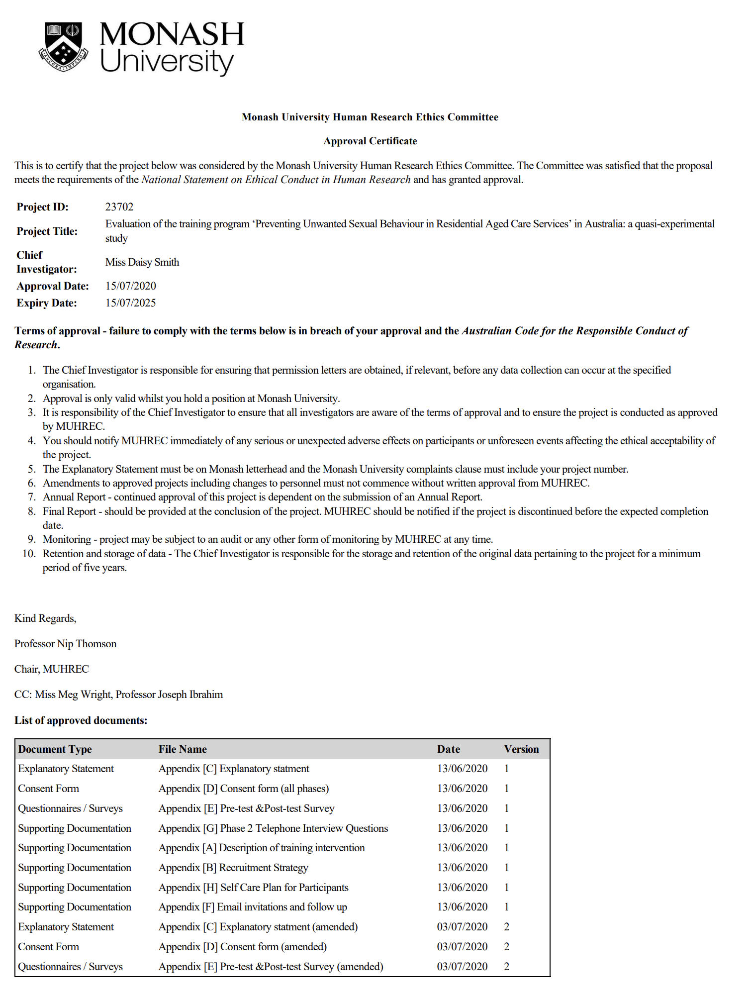 MONASH
University
ANCORA IMPARO
Monash University Human Research Ethics Committee
Approval Certificate
This is to certify that the project below was considered by the Monash University Human Research Ethics Committee. The Committee was satisfied that the proposal
meets the requirements of the National Statement on Ethical Conduct in Human Research and has granted approval.
Project ID: 23702
Project Title: Evaluation of the training program ‘Preventing Unwanted Sexual Behaviour in Residential Aged Care Services’ in Australia: a quasi-experimental
study
Chief
Investigator: Miss Daisy Smith
Approval Date: 15/07/2020
Expiry Date: 15/07/2025
Terms of approval - failure to comply with the terms below is in breach of your approval and the Australian Code for the Responsible Conduct of
Research.
1. The Chief Investigator is responsible for ensuring that permission letters are obtained, if relevant, before any data collection can occur at the specified
organisation.
2. Approval is only valid whilst you hold a position at Monash University.
3. It is responsibility of the Chief Investigator to ensure that all investigators are aware of the terms of approval and to ensure the project is conducted as approved
by MUHREC.
4. You should notify MUHREC immediately of any serious or unexpected adverse effects on participants or unforeseen events affecting the ethical acceptability of
the project.
5. The Explanatory Statement must be on Monash letterhead and the Monash University complaints clause must include your project number.
6. Amendments to approved projects including changes to personnel must not commence without written approval from MUHREC.
7. Annual Report - continued approval of this project is dependent on the submission of an Annual Report.
8. Final Report - should be provided at the conclusion of the project. MUHREC should be notified if the project is discontinued before the expected completion
date.
9. Monitoring - project may be subject to an audit or any other form of monitoring by MUHREC at any time.
10. Retention and storage of data - The Chief Investigator is responsible for the storage and retention of the original data pertaining to the project for a minimum
period of five years.
Kind Regards,
Professor Nip Thomson
Chair, MUHREC
CC: Miss Meg Wright, Professor Joseph Ibrahim
List of approved documents:
Document Type File Name Date Version
Explanatory Statement Appendix [C] Explanatory statment 13/06/2020 1
Consent Form Appendix [D] Consent form (all phases) 13/06/2020 1
Questionnaires / Surveys Appendix [E] Pre-test &Post-test Survey 13/06/2020 1
Supporting Documentation Appendix [G] Phase 2 Telephone Interview Questions 13/06/2020 1
Supporting Documentation Appendix [A] Description of training intervention 13/06/2020 1
Supporting Documentation Appendix [B] Recruitment Strategy 13/06/2020 1
Supporting Documentation Appendix [H] Self Care Plan for Participants 13/06/2020 1
Supporting Documentation Appendix [F] Email invitations and follow up 13/06/2020 1
Explanatory Statement Appendix [C] Explanatory statment (amended) 03/07/2020 2
Consent Form Appendix [D] Consent form (amended) 03/07/2020 2
Questionnaires / Surveys Appendix [E] Pre-test &Post-test Survey (amended) 03/07/2020 2